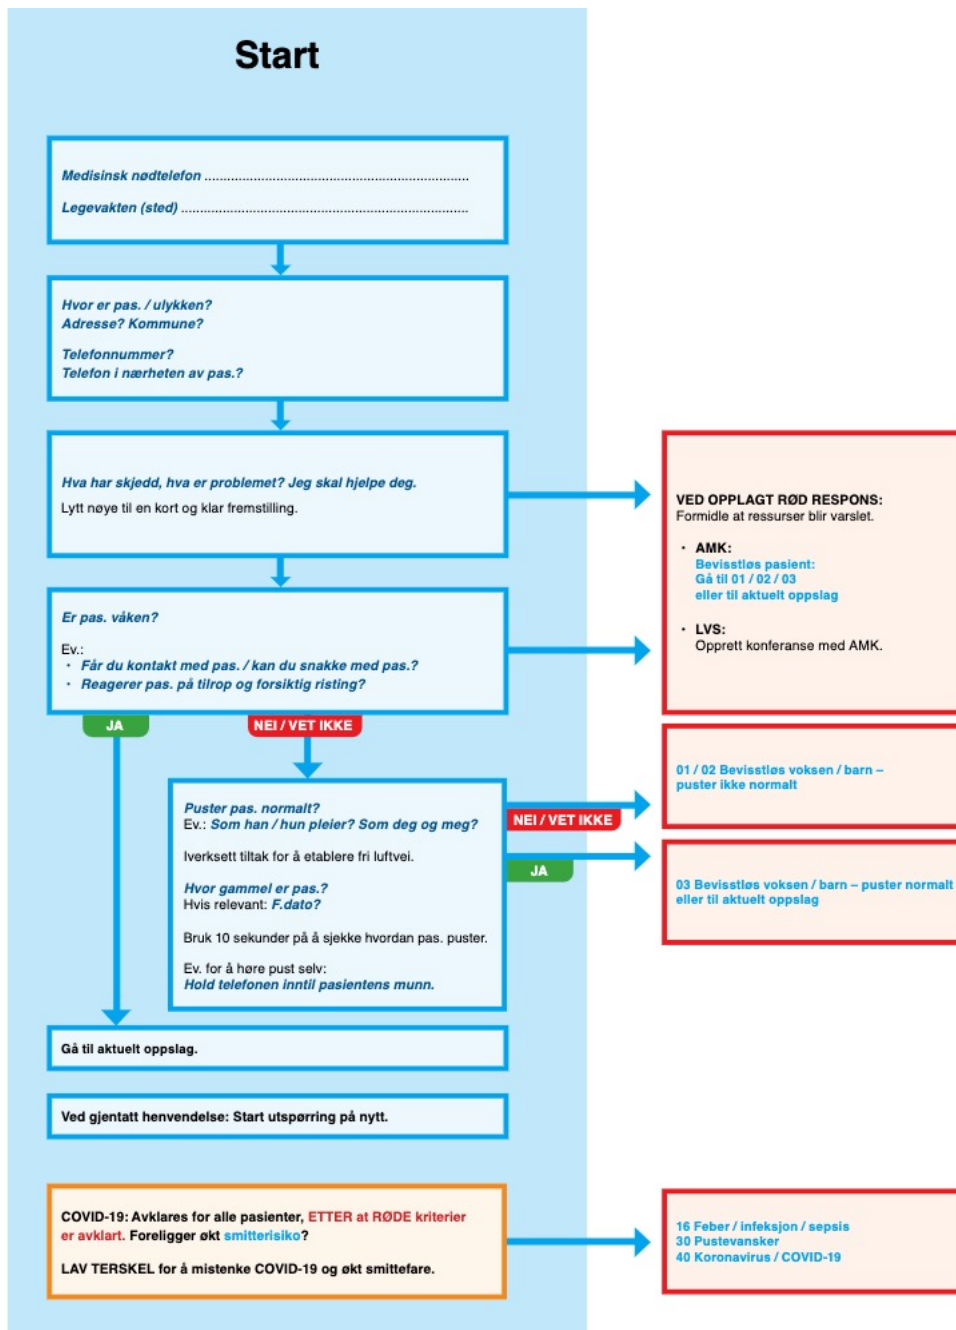 Start
Medisinsk nødtelefon ......................................................................
Legevakten (sted) ............................................................................
Hvor er pas. / ulykken?
Adresse? Kommune?
Telefonnummer?
Telefon i nærheten av pas.?
Hva har skjedd, hva er problemet? Jeg skal hjelpe deg.
Lytt nøye til en kort og klar fremstilling.
VED OPPLAGT RØD RESPONS:
Formidle at ressurser blir varslet.
• AMK:
Bevisstløs pasient:
Gå til 01 / 02 / 03
eller til aktuelt oppslag
• LVS:
Opprett konferanse med AMK.
Er pas. våken?
Ev.:
• Får du kontakt med pas. / kan du snakke med pas.?
• Reagerer pas. på tilrop og forsiktig risting?
JA
NEI / VET IKKE
Puster pas. normalt?
Ev.: Som han / hun pleier? Som deg og meg?
Iverksett tiltak for å etablere fri luftvei.
Hvor gammel er pas.?
Hvis relevant: F.dato?
Bruk 10 sekunder på å sjekke hvordan pas. puster.
Ev. for å høre pust selv:
Hold telefonen inntil pasientens munn.
NEI / VET IKKE
JA
01 / 02 Bevisstløs voksen / barn –
puster ikke normalt
03 Bevisstløs voksen / barn – puster normalt
eller til aktuelt oppslag
Gå til aktuelt oppslag.
Ved gjentatt henvendelse: Start utspørring på nytt.
COVID-19: Avklares for alle pasienter, ETTER at RØDE kriterier
er avklart. Foreligger økt smitterisiko?
LAV TERSKEL for å mistenke COVID-19 og økt smittefare.
16 Feber / infeksjon / sepsis
30 Pustevansker
40 Koronavirus / COVID-19